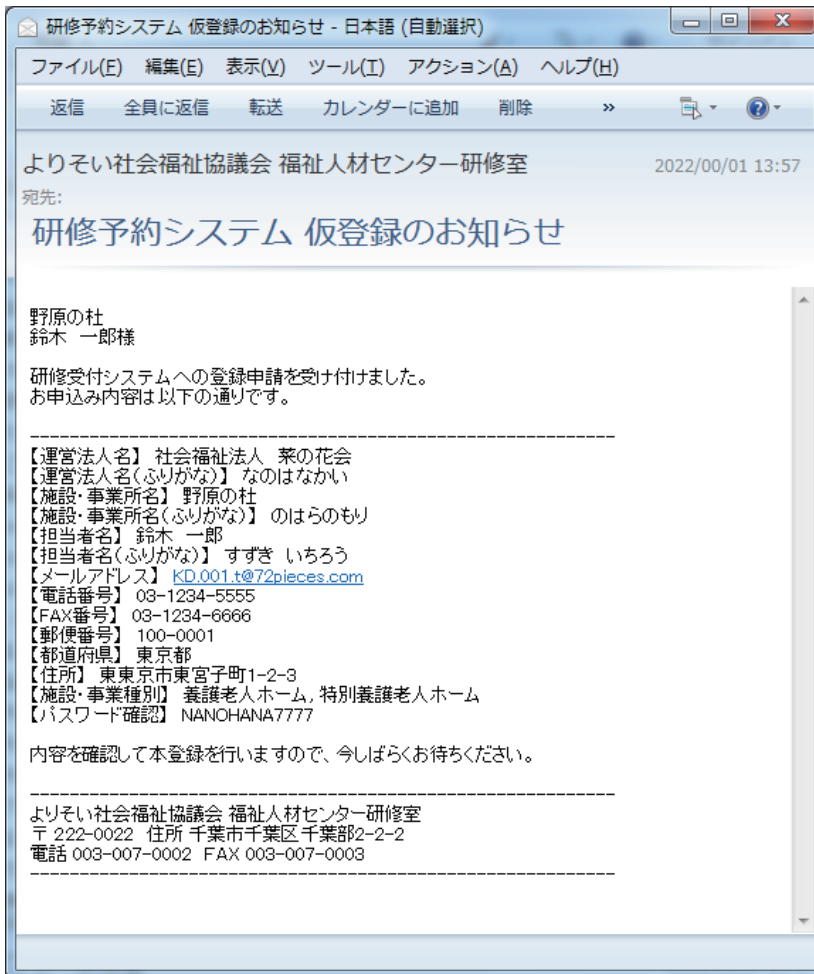 研修予約システム 仮登録のお知らせ - 日本語 (自動選択)
ファイル(F) 編集(E) 表示(V) ツール(T) アクション(A) ヘルプ(H)
返信 全員に返信 転送 カレンダーに追加 削除 »
よりそい社会福祉協議会 福祉人材センター研修室 2022/00/01 13:57
宛先:
研修予約システム 仮登録のお知らせ
野原の杜
鈴木 一郎様
研修受付システムへの登録申請を受け付けました。
お申込み内容は以下の通りです。
------------------------------------------------------------
【運営法人名】 社会福祉法人 菜の花会
【運営法人名(ふりがな)】 なのはなかい
【施設・事業所名】 野原の杜
【施設・事業所名(ふりがな)】 のはらのもり
【担当者名】 鈴木 一郎
【担当者名(ふりがな)】 すずき いちろう
【メールアドレス】 KD.001.t@72pieces.com
【電話番号】 03-1234-5555
【FAX番号】 03-1234-6666
【郵便番号】 100-0001
【都道府県】 東京都
【住所】 東東京市東宮子町1-2-3
【施設・事業種別】 養護老人ホーム, 特別養護老人ホーム
【パスワード確認】 NANOHANA7777
内容を確認して本登録を行いますので、今しばらくお待ちください。
------------------------------------------------------------
よりそい社会福祉協議会 福祉人材センター研修室
〒222-0022 住所 千葉市千葉区千葉部2-2-2
電話 003-007-0002 FAX 003-007-0003
------------------------------------------------------------